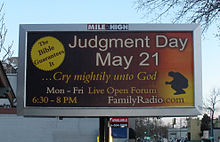 MILE HIGH
The
Bible
Guarantees
It
Judgment Day
May 21
...Cry mightily unto God
Mon - Fri Live Open Forum
6:30 - 8 PM FamilyRadio.com